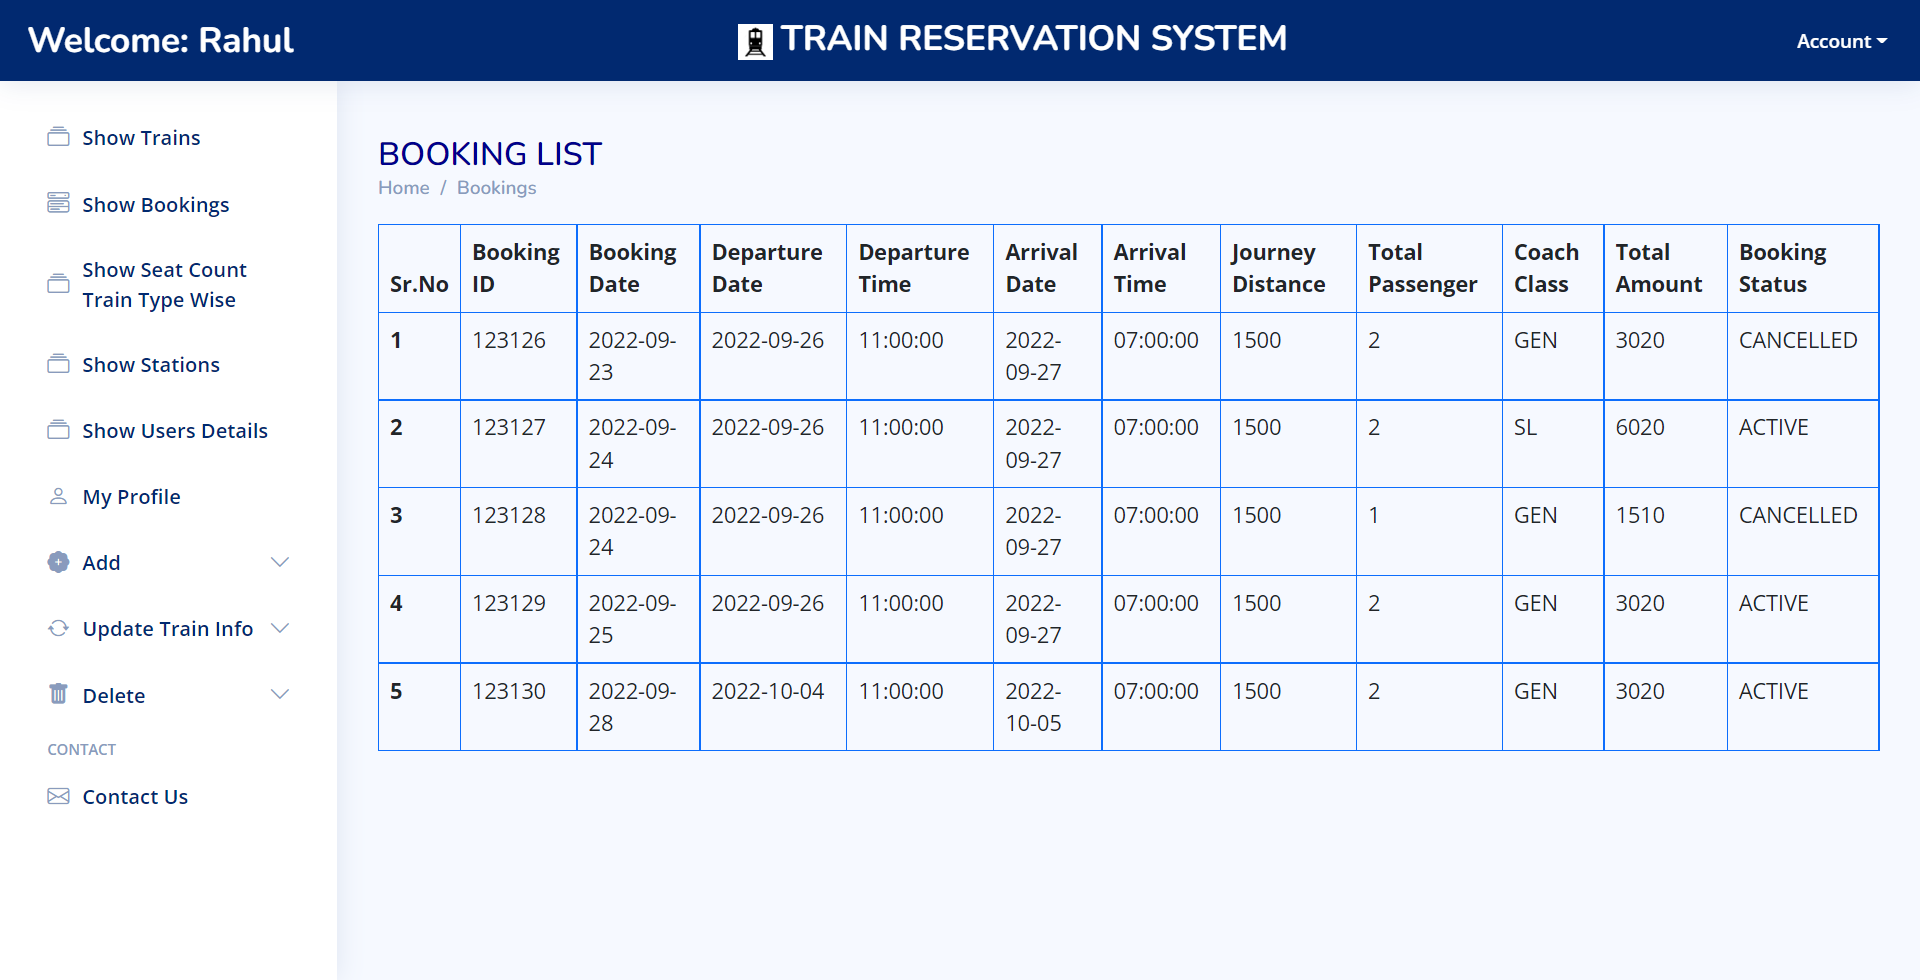 Welcome: Rahul
TRAIN RESERVATION SYSTEM
Account
Show Trains
Show Bookings
Show Seat Count
Train Type Wise
Show Stations
Show Users Details
My Profile
Add
Update Train Info
Delete
CONTACT
Contact Us
BOOKING LIST
Home / Bookings
Sr.No Booking ID Booking Date Departure Date Departure Time Arrival Date Arrival Time Journey Distance Total Passenger Coach Class Total Amount Booking Status
1 123126 2022-09-23 2022-09-26 11:00:00 2022-09-27 07:00:00 1500 2 GEN 3020 CANCELLED
2 123127 2022-09-24 2022-09-26 11:00:00 2022-09-27 07:00:00 1500 2 SL 6020 ACTIVE
3 123128 2022-09-24 2022-09-26 11:00:00 2022-09-27 07:00:00 1500 1 GEN 1510 CANCELLED
4 123129 2022-09-25 2022-09-26 11:00:00 2022-09-27 07:00:00 1500 2 GEN 3020 ACTIVE
5 123130 2022-09-28 2022-10-04 11:00:00 2022-10-05 07:00:00 1500 2 GEN 3020 ACTIVE